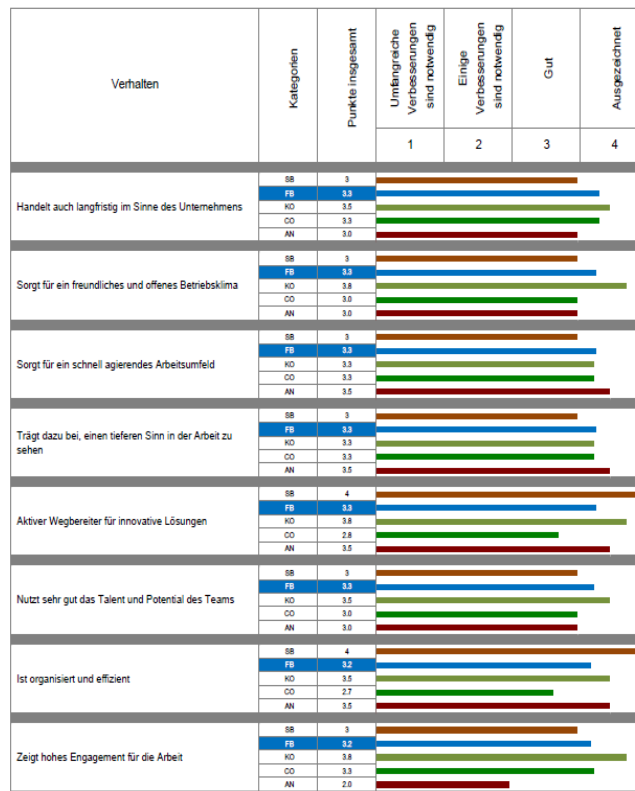 Verhalten
Kategorien
Punkte insgesamt
Umfangreiche
Verbesserungen
sind notwendig
Einige
Verbesserungen
sind notwendig
Gut
Ausgezeichnet
1 2 3 4
Handelt auch langfristig im Sinne des Unternehmens
SB 3
FB 3.3
KO 3.5
CO 3.3
AN 3.0
Sorgt für ein freundliches und offenes Betriebsklima
SB 3
FB 3.3
KO 3.8
CO 3.0
AN 3.0
Sorgt für ein schnell agierendes Arbeitsumfeld
SB 3
FB 3.3
KO 3.3
CO 3.3
AN 3.5
Trägt dazu bei, einen tieferen Sinn in der Arbeit zu
sehen
SB 3
FB 3.3
KO 3.3
CO 3.3
AN 3.5
Aktiver Wegbereiter für innovative Lösungen
SB 4
FB 3.3
KO 3.8
CO 2.8
AN 3.5
Nutzt sehr gut das Talent und Potential des Teams
SB 3
FB 3.3
KO 3.5
CO 3.0
AN 3.0
Ist organisiert und effizient
SB 4
FB 3.2
KO 3.5
CO 2.7
AN 3.5
Zeigt hohes Engagement für die Arbeit
SB 3
FB 3.2
KO 3.8
CO 3.3
AN 2.0